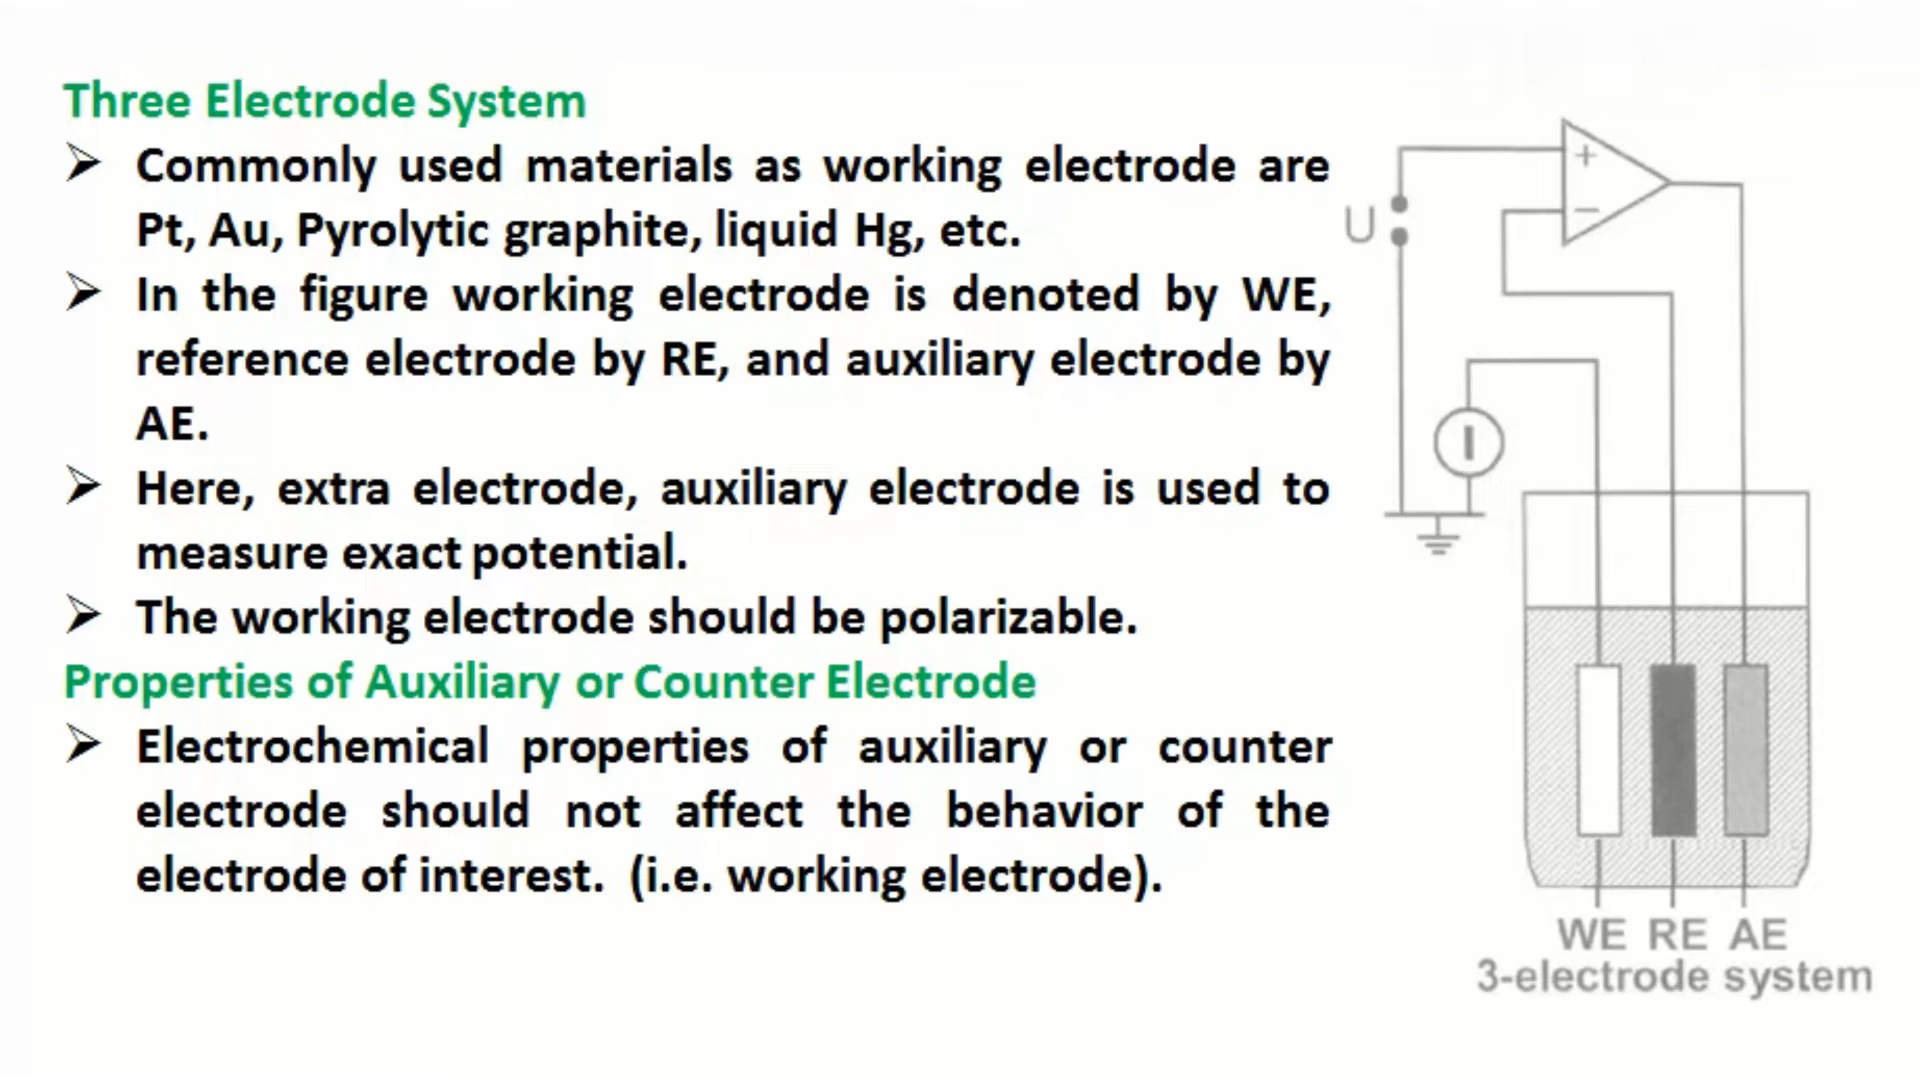 Three Electrode System
➢ Commonly used materials as working electrode are
Pt, Au, Pyrolytic graphite, liquid Hg, etc.
➢ In the figure working electrode is denoted by WE,
reference electrode by RE, and auxiliary electrode by
AE.
➢ Here, extra electrode, auxiliary electrode is used to
measure exact potential.
➢ The working electrode should be polarizable.
Properties of Auxiliary or Counter Electrode
➢ Electrochemical properties of auxiliary or counter
electrode should not affect the behavior of the
electrode of interest. (i.e. working electrode).
+
−
U
I
WE RE AE
3-electrode system